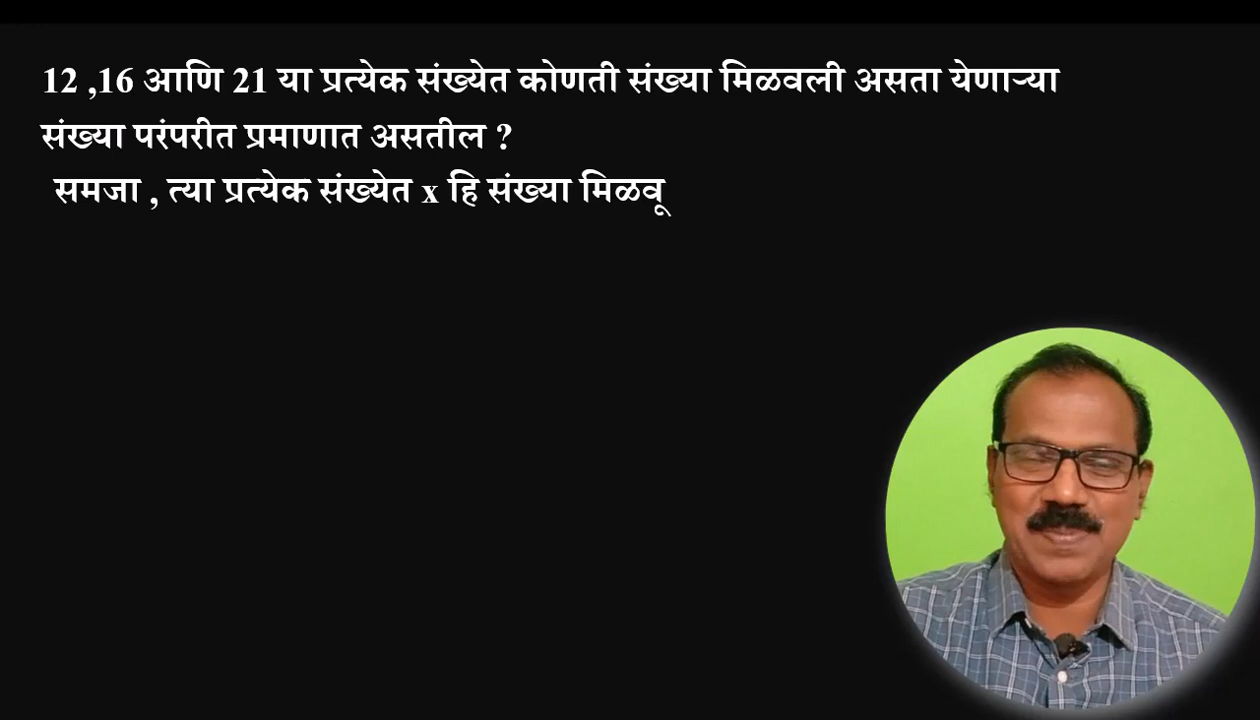 12 ,16 आणि 21 या प्रत्येक संख्येत कोणती संख्या मिळवली असता येणाऱ्या
संख्या परंपरीत प्रमाणात असतील ?
समजा , त्या प्रत्येक संख्येत x हि संख्या मिळवू